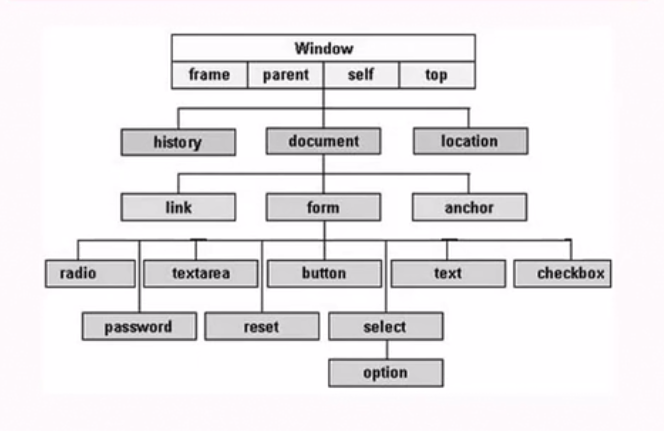 Window
frame parent self top
history document location
link form anchor
radio textarea button text checkbox
password reset select
option